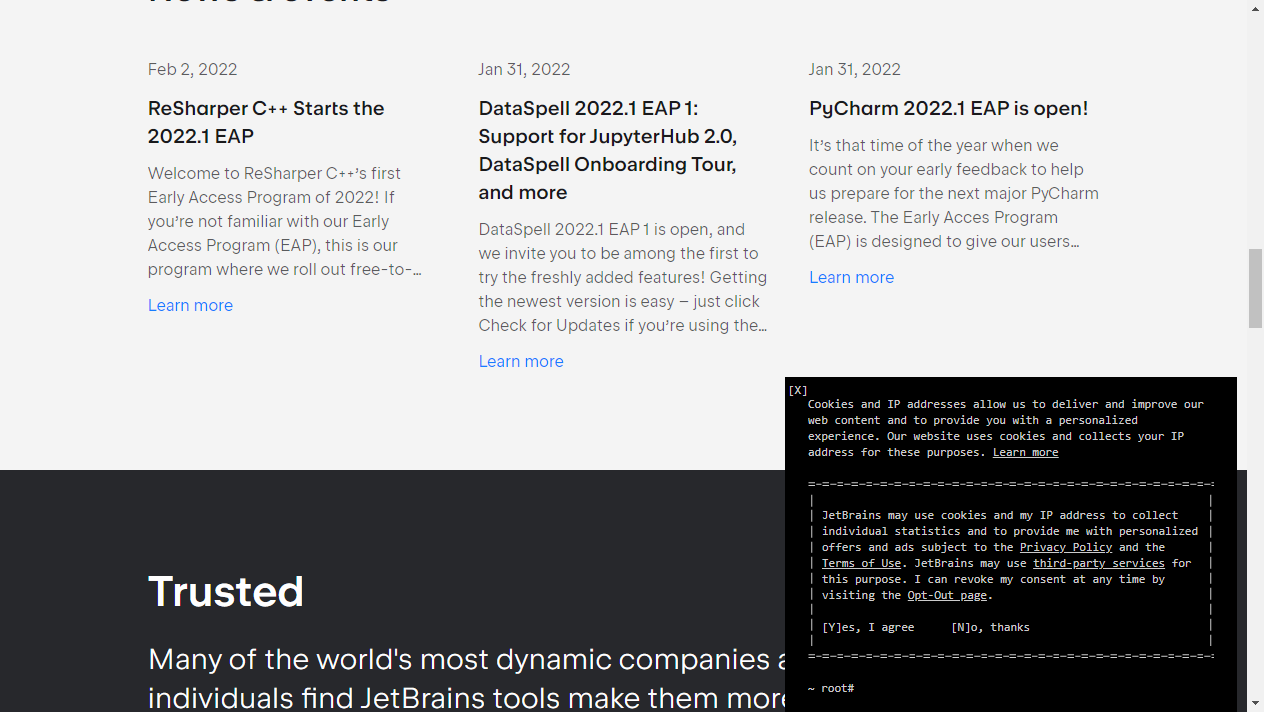 News & events
Feb 2, 2022
ReSharper C++ Starts the
2022.1 EAP
Welcome to ReSharper C++’s first
Early Access Program of 2022! If
you’re not familiar with our Early
Access Program (EAP), this is our
program where we roll out free-to-...
Learn more
Jan 31, 2022
DataSpell 2022.1 EAP 1:
Support for JupyterHub 2.0,
DataSpell Onboarding Tour,
and more
DataSpell 2022.1 EAP 1 is open, and
we invite you to be among the first to
try the freshly added features! Getting
the newest version is easy – just click
Check for Updates if you’re using the...
Learn more
Jan 31, 2022
PyCharm 2022.1 EAP is open!
It’s that time of the year when we
count on your early feedback to help
us prepare for the next major PyCharm
release. The Early Acces Program
(EAP) is designed to give our users...
Learn more
[X]
Cookies and IP addresses allow us to deliver and improve our
web content and to provide you with a personalized
experience. Our website uses cookies and collects your IP
address for these purposes. Learn more
JetBrains may use cookies and my IP address to collect
individual statistics and to provide me with personalized
offers and ads subject to the Privacy Policy and the
Terms of Use. JetBrains may use third-party services for
this purpose. I can revoke my consent at any time by
visiting the Opt-Out page.
[Y]es, I agree [N]o, thanks
~ root#
Trusted
Many of the world's most dynamic companies
individuals find JetBrains tools make them more